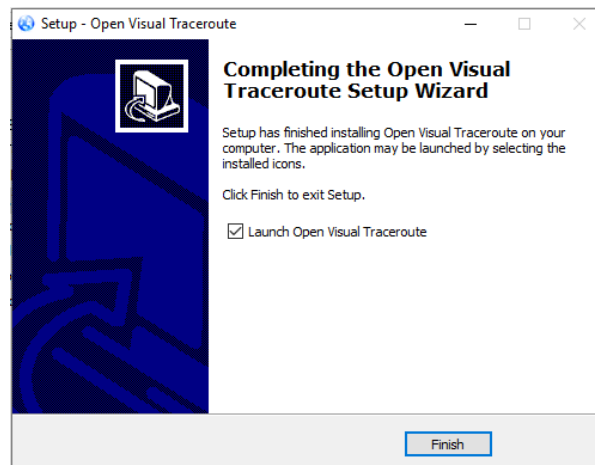 Setup - Open Visual Traceroute
Completing the Open Visual
Traceroute Setup Wizard
Setup has finished installing Open Visual Traceroute on your
computer. The application may be launched by selecting the
installed icons.
Click Finish to exit Setup.
Launch Open Visual Traceroute
Finish